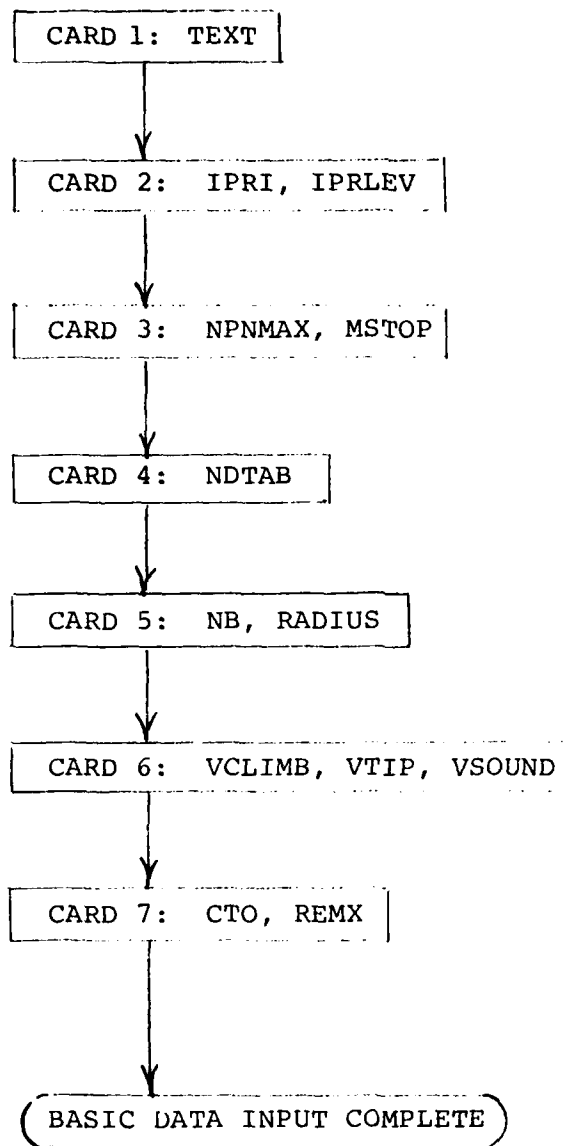 CARD 1: TEXT
CARD 2: IPRI, IPRLEV
CARD 3: NPNMAX, MSTOP
CARD 4: NDTAB
CARD 5: NB, RADIUS
CARD 6: VCLIMB, VTIP, VSOUND
CARD 7: CTO, REMX
BASIC DATA INPUT COMPLETE